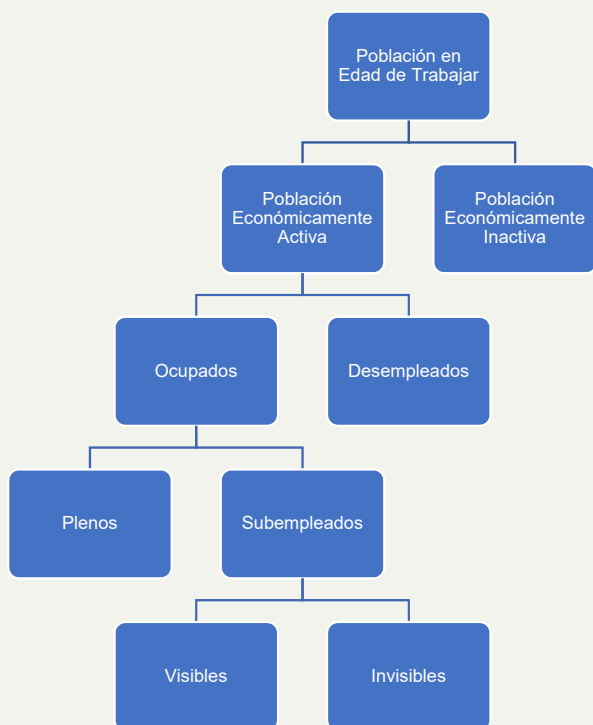 Población en
Edad de Trabajar
Población
Económicamente
Activa
Población
Económicamente
Inactiva
Ocupados
Desempleados
Plenos
Subempleados
Visibles
Invisibles